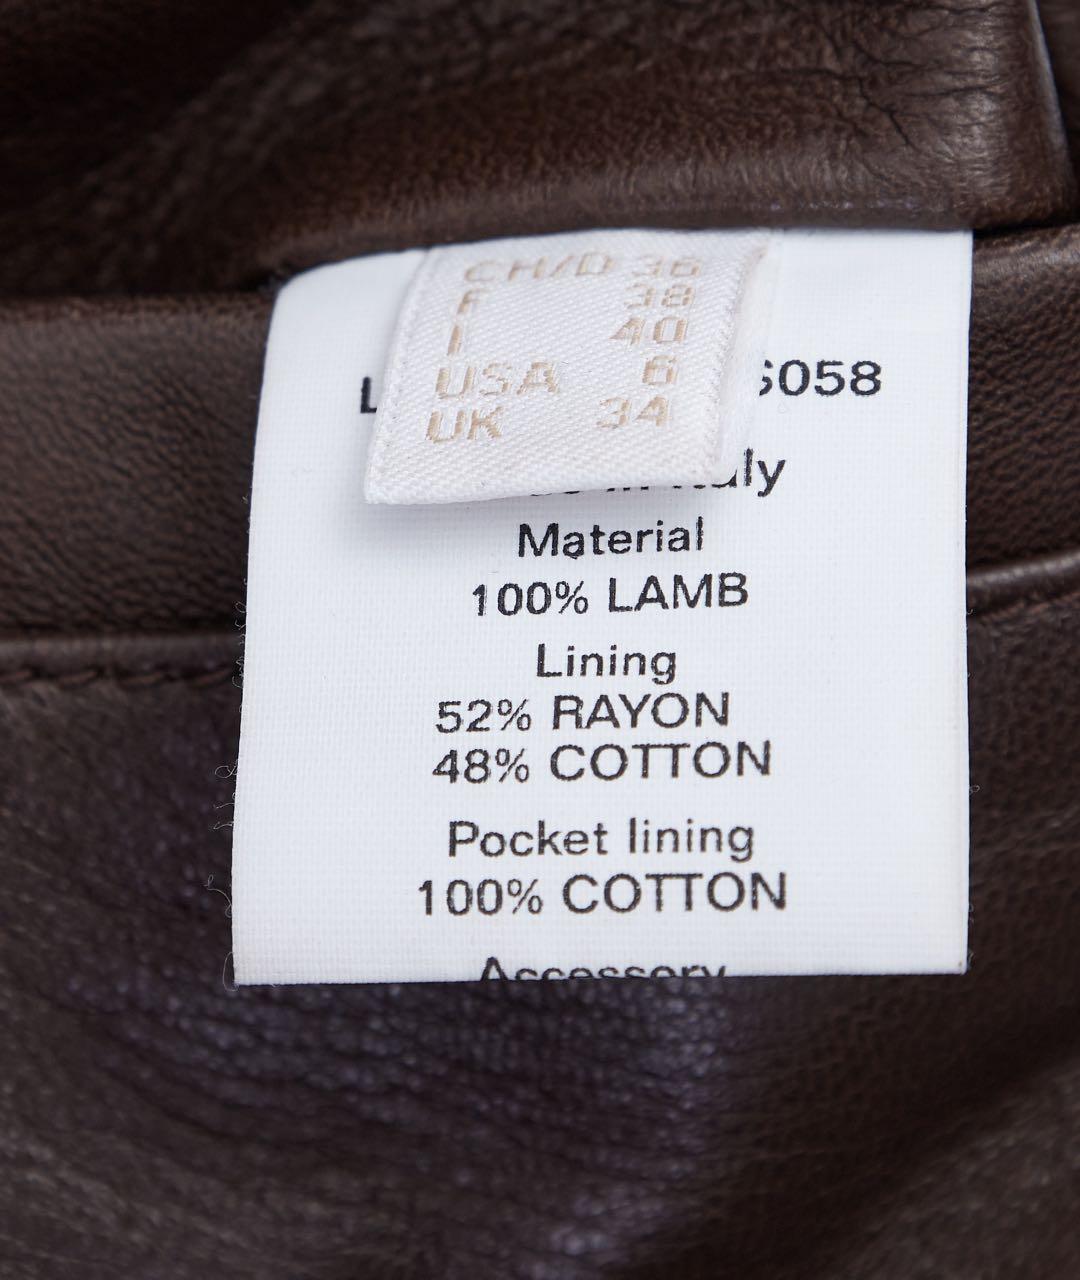 CH/D 36
F 38
I 40
USA 6
UK 34
S058
Material
100% LAMB
Lining
52% RAYON
48% COTTON
Pocket lining
100% COTTON
Accessory